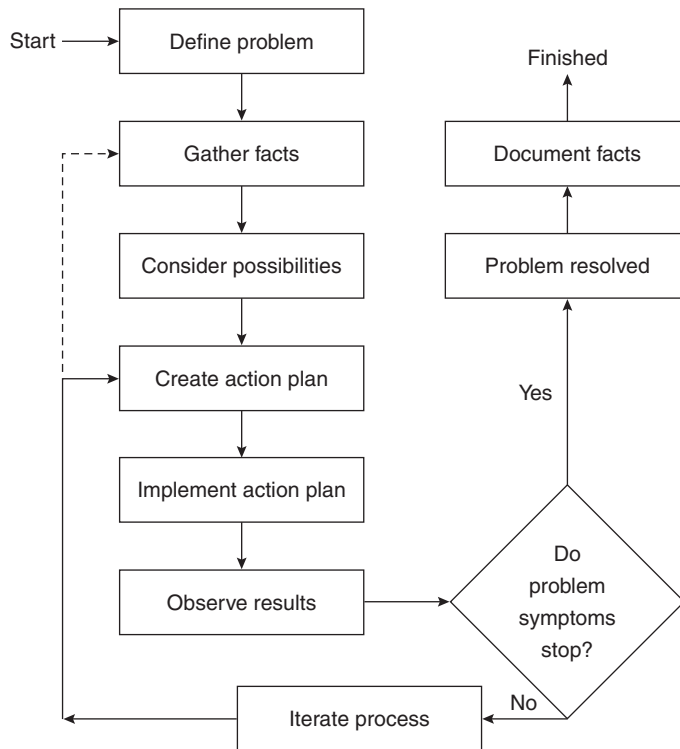 Start
Define problem
Gather facts
Consider possibilities
Create action plan
Implement action plan
Observe results
Do
problem
symptoms
stop?
Yes
Problem resolved
Document facts
Finished
No
Iterate process